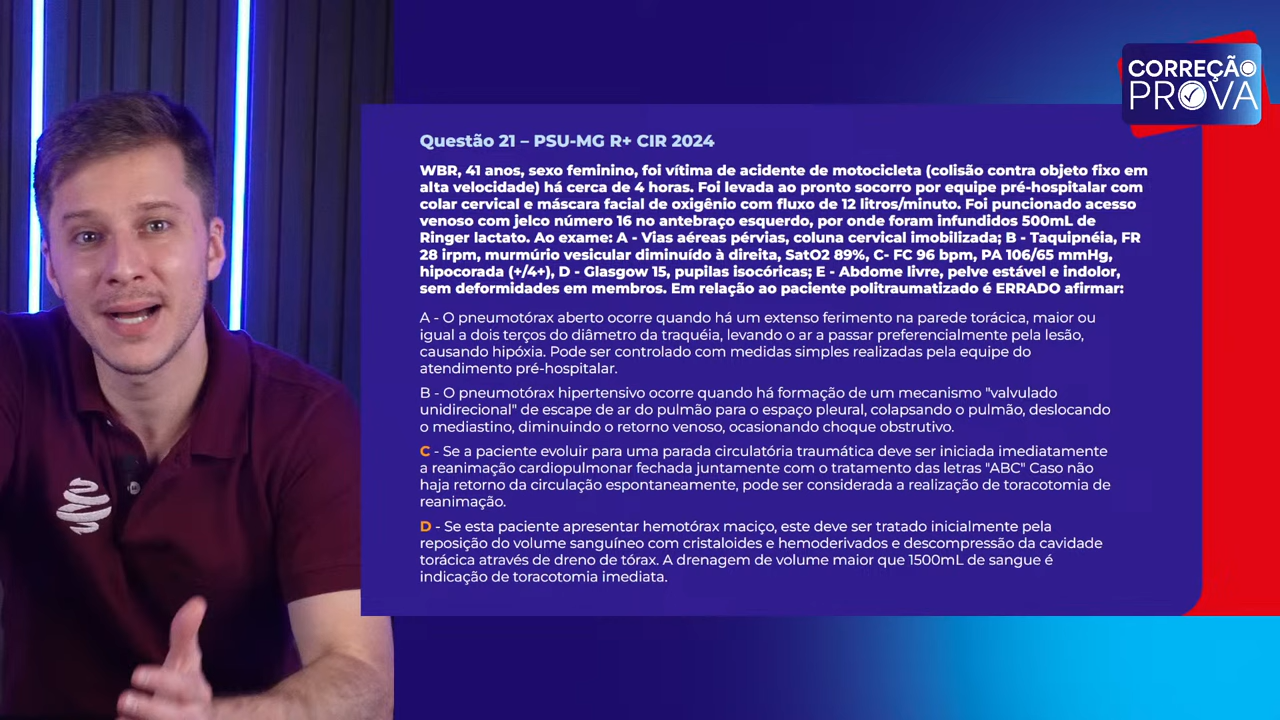 CORREÇÃO
PROVA
Questão 21 – PSU-MG R+ CIR 2024
WBR, 41 anos, sexo feminino, foi vítima de acidente de motocicleta (colisão contra objeto fixo em
alta velocidade) há cerca de 4 horas. Foi levada ao pronto socorro por equipe pré-hospitalar com
colar cervical e máscara facial de oxigênio com fluxo de 12 litros/minuto. Foi puncionado acesso
venoso com jelco número 16 no antebraço esquerdo, por onde foram infundidos 500mL de
Ringer lactato. Ao exame: A - Vias aéreas pérvias, coluna cervical imobilizada; B - Taquipnéia, FR
28 irpm, murmúrio vesicular diminuído à direita, SatO2 89%, C- FC 96 bpm, PA 106/65 mmHg,
hipocorada (+/4+), D - Glasgow 15, pupilas isocóricas; E - Abdome livre, pelve estável e indolor,
sem deformidades em membros. Em relação ao paciente politraumatizado é ERRADO afirmar:
A - O pneumotórax aberto ocorre quando há um extenso ferimento na parede torácica, maior ou
igual a dois terços do diâmetro da traquéia, levando o ar a passar preferencialmente pela lesão,
causando hipóxia. Pode ser controlado com medidas simples realizadas pela equipe do
atendimento pré-hospitalar.
B - O pneumotórax hipertensivo ocorre quando há formação de um mecanismo "valvulado
unidirecional" de escape de ar do pulmão para o espaço pleural, colapsando o pulmão, deslocando
o mediastino, diminuindo o retorno venoso, ocasionando choque obstrutivo.
C - Se a paciente evoluir para uma parada circulatória traumática deve ser iniciada imediatamente
a reanimação cardiopulmonar fechada juntamente com o tratamento das letras "ABC" Caso não
haja retorno da circulação espontaneamente, pode ser considerada a realização de toracotomia de
reanimação.
D - Se esta paciente apresentar hemotórax maciço, este deve ser tratado inicialmente pela
reposição do volume sanguíneo com cristaloides e hemoderivados e descompressão da cavidade
torácica através de dreno de tórax. A drenagem de volume maior que 1500mL de sangue é
indicação de toracotomia imediata.